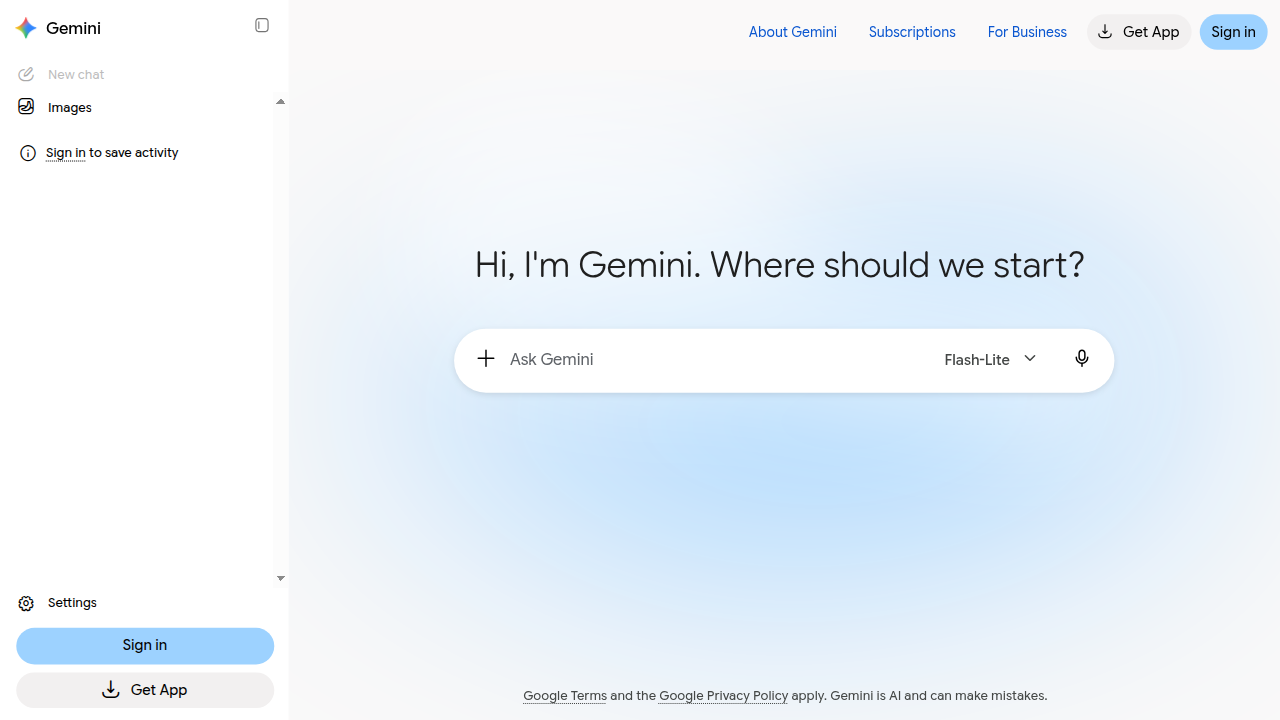 Gemini
New chat
Images
Sign in to save activity
Settings
Sign in
Get App
About Gemini
Subscriptions
For Business
Get App
Sign in
Hi, I'm Gemini. Where should we start?
Ask Gemini
Flash-Lite
Google Terms and the Google Privacy Policy apply. Gemini is AI and can make mistakes.